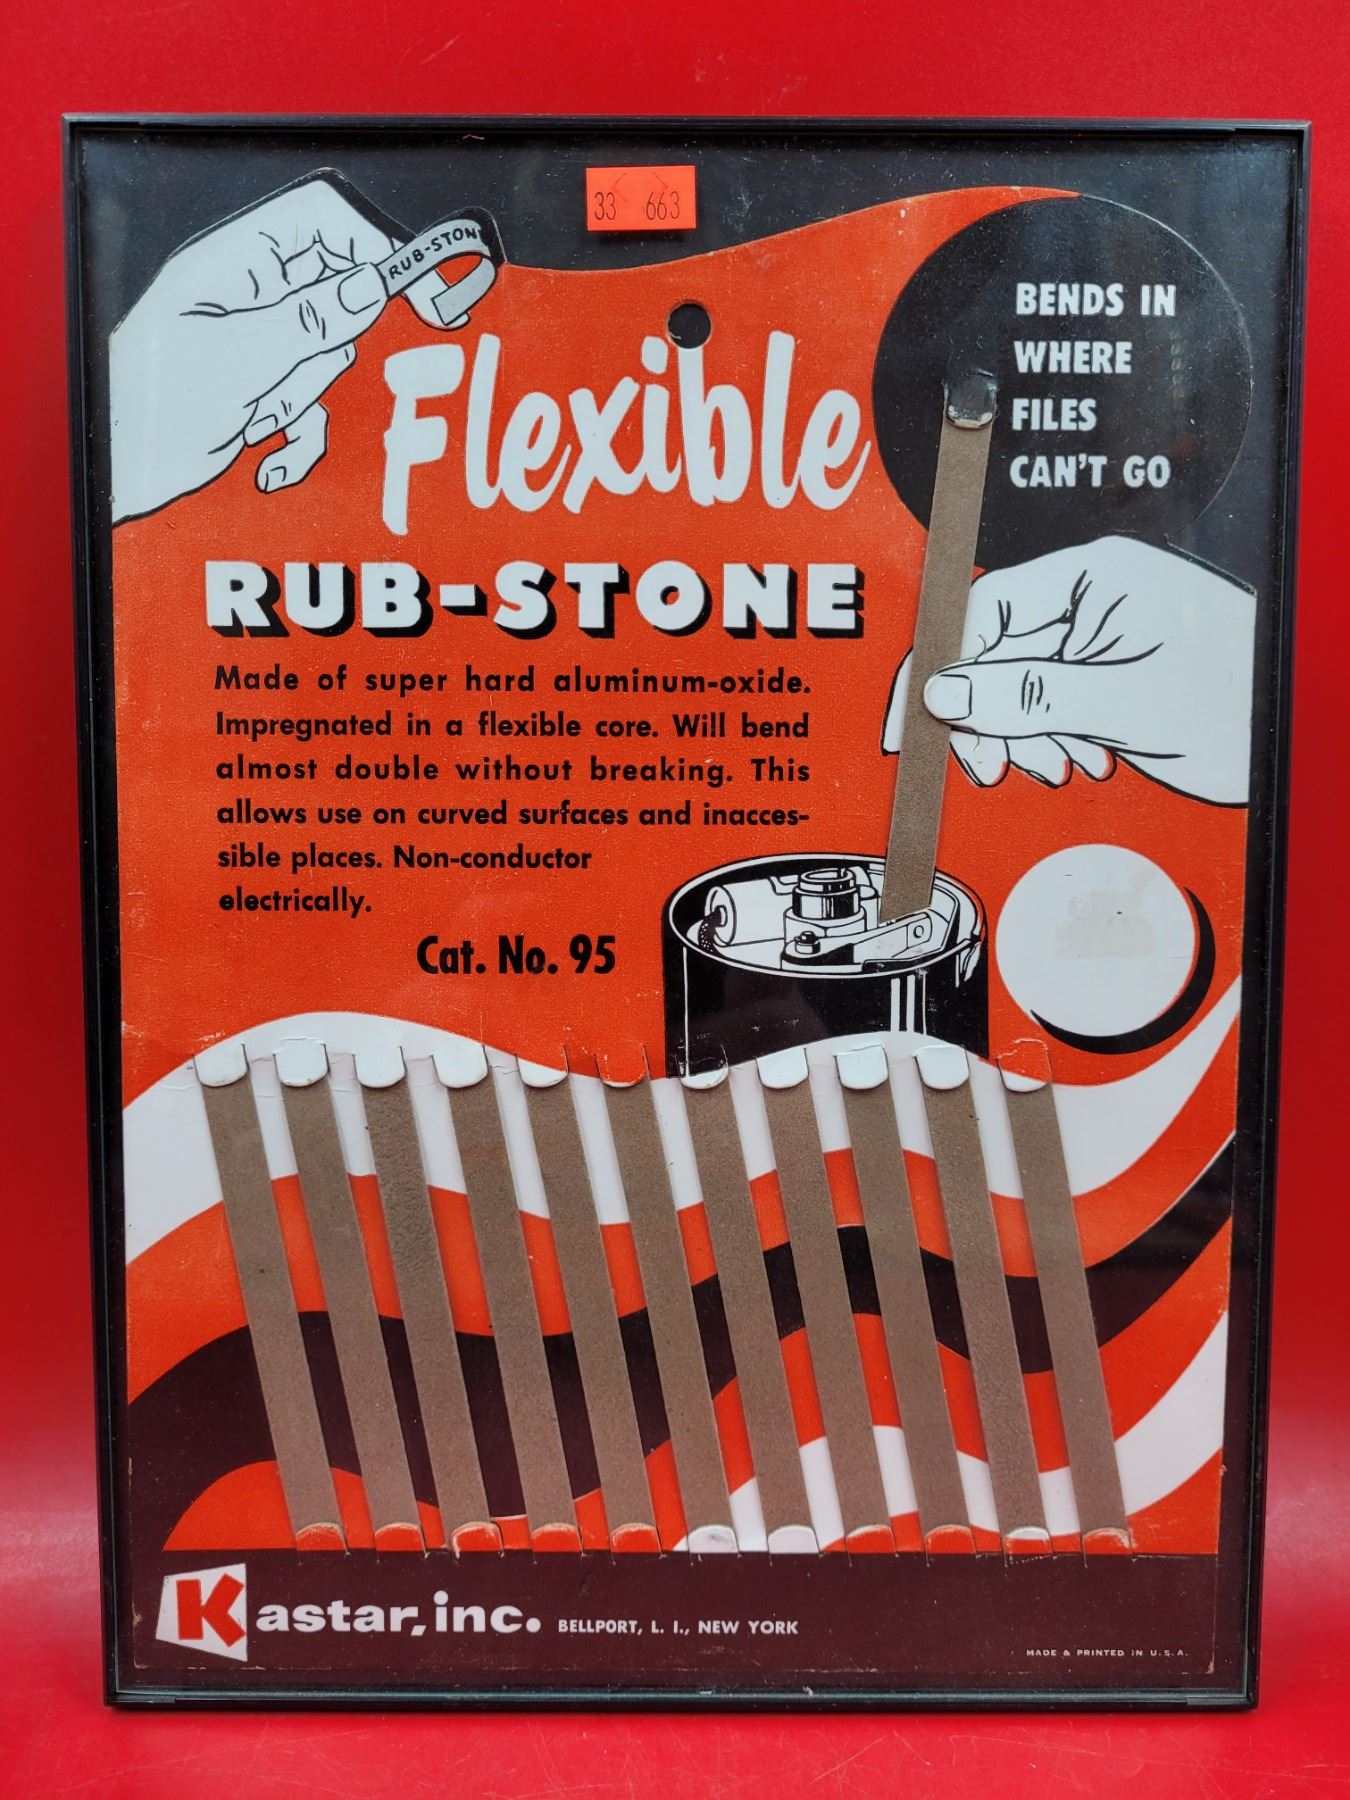 33 663
RUB-STONE
BENDS IN
WHERE
FILES
CAN'T GO
Flexible
RUB-STONE
Made of super hard aluminum-oxide.
Impregnated in a flexible core. Will bend
almost double without breaking. This
allows use on curved surfaces and inacces-
sible places. Non-conductor
electrically.
Cat. No. 95
Kastar, inc. BELLPORT, L. I., NEW YORK
MADE & PRINTED IN U.S.A.